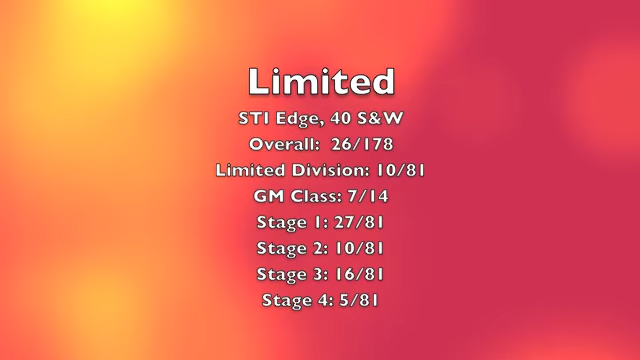 Limited
STI Edge, 40 S&W
Overall: 26/178
Limited Division: 10/81
GM Class: 7/14
Stage 1: 27/81
Stage 2: 10/81
Stage 3: 16/81
Stage 4: 5/81